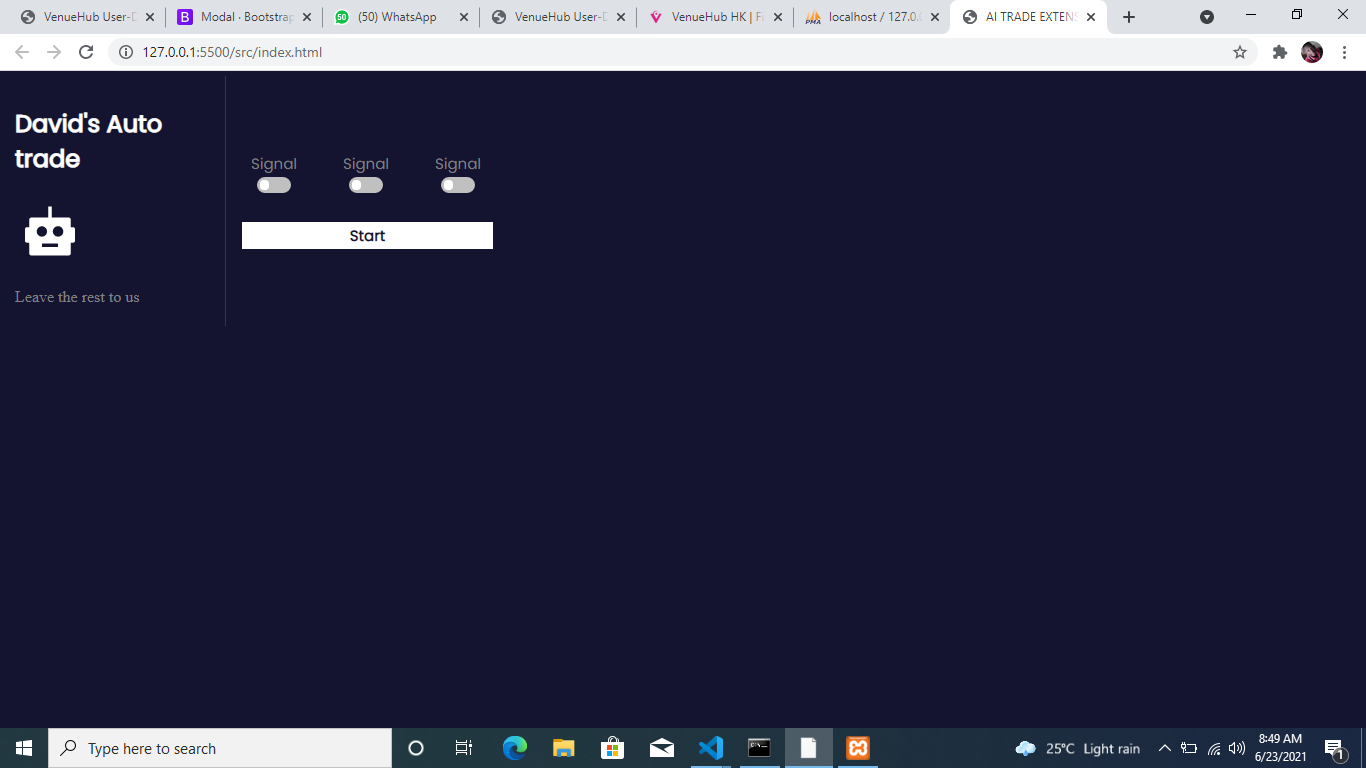 VenueHub User-D
Modal · Bootstrap
(50) WhatsApp
VenueHub User-D
VenueHub HK | Fi
localhost / 127.0.0
AI TRADE EXTENS
127.0.0.1:5500/src/index.html
David's Auto
trade
Leave the rest to us
Signal Signal Signal
Start
Type here to search
25°C Light rain
8:49 AM
6/23/2021
1